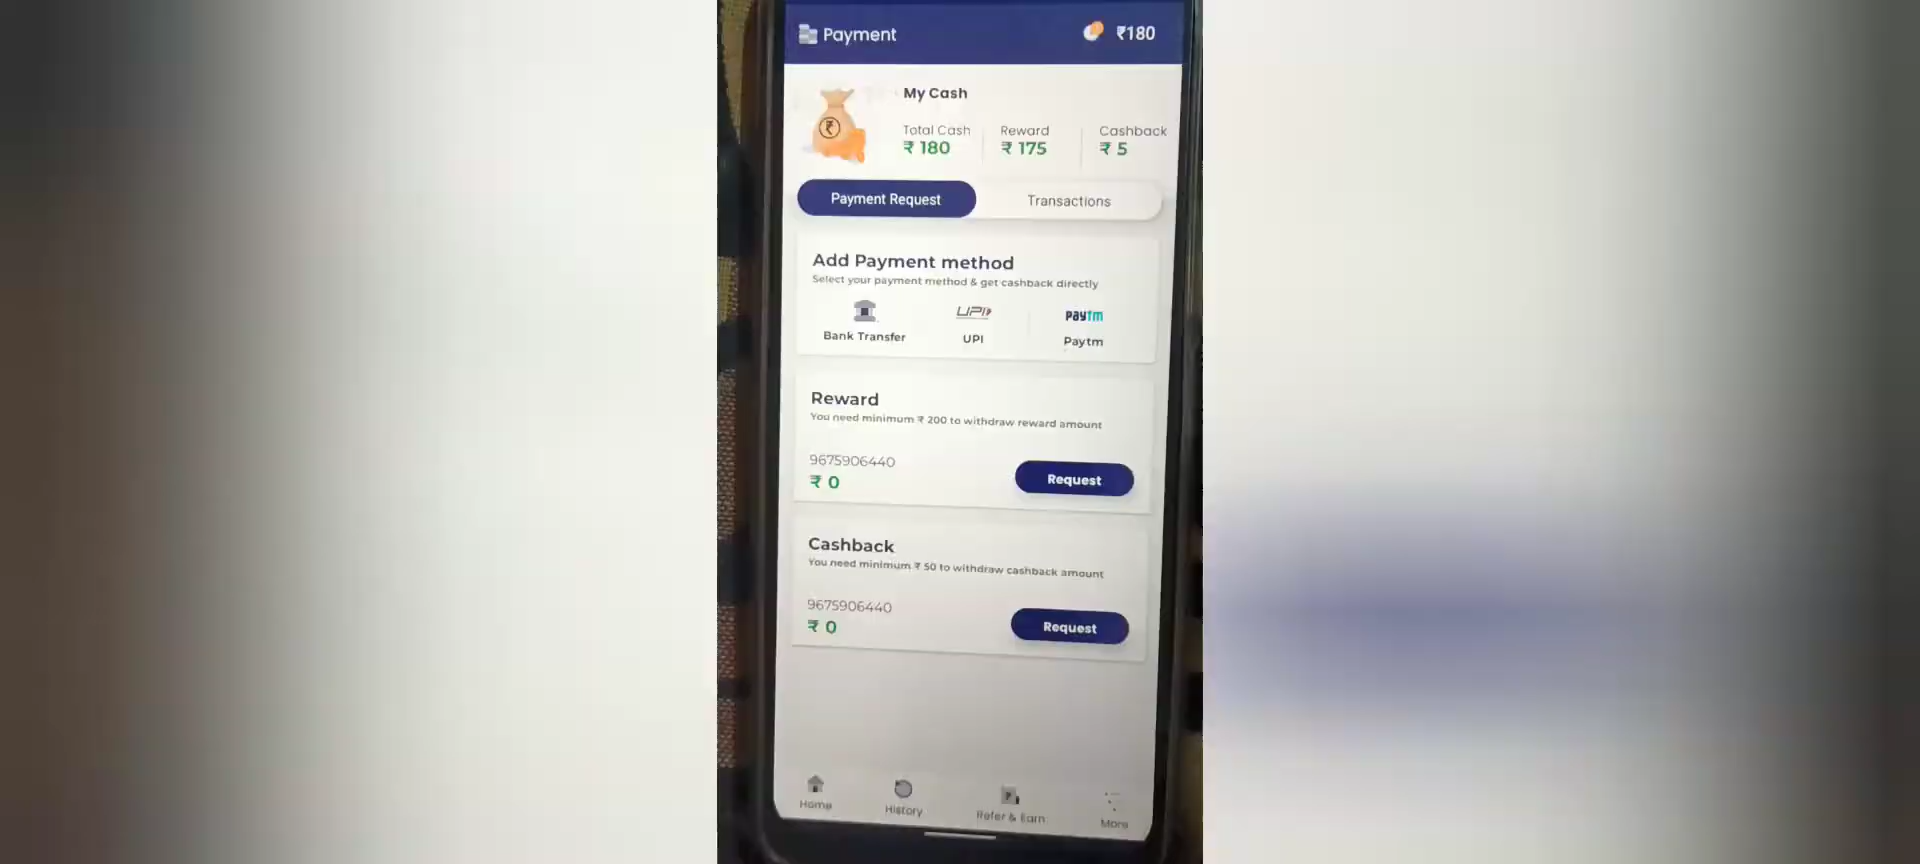 Payment
₹180
My Cash
Total Cash Reward Cashback
₹ 180 ₹ 175 ₹ 5
Payment Request Transactions
Add Payment method
Select your payment method & get cashback directly
UPI paytm
Bank Transfer UPI Paytm
Reward
You need minimum ₹ 200 to withdraw reward amount
9675906440
₹ 0
Request
Cashback
You need minimum ₹ 50 to withdraw cashback amount
9675906440
₹ 0
Request
Home History Refer & Earn More